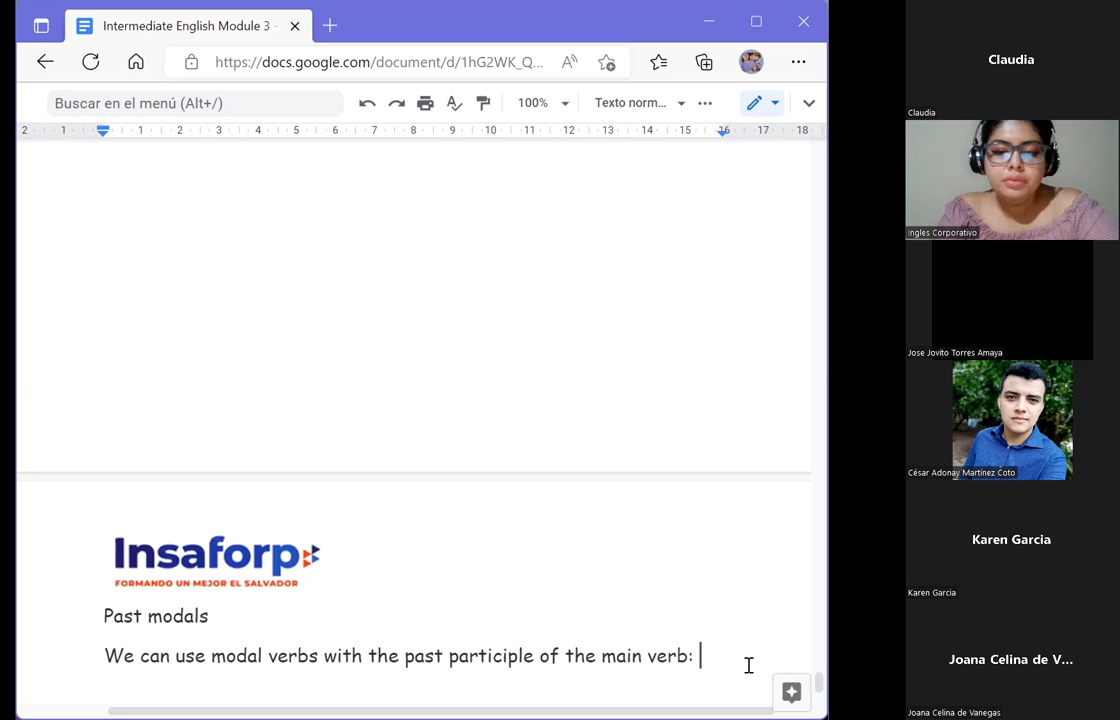 Intermediate English Module 3 -
https://docs.google.com/document/d/1hG2WK_Q...
Buscar en el menú (Alt+/)
100%
Texto norm...
2 1 1 2 3 4 5 6 7 8 9 10 11 12 13 14 15 16 17 18
Insaforp
FORMANDO UN MEJOR EL SALVADOR
Past modals
We can use modal verbs with the past participle of the main verb:
Claudia
Claudia
Ingles Corporativo
Jose Jovito Torres Amaya
César Adonay Martínez Coto
Karen Garcia
Karen Garcia
Joana Celina de V...
Joana Celina de Vanegas